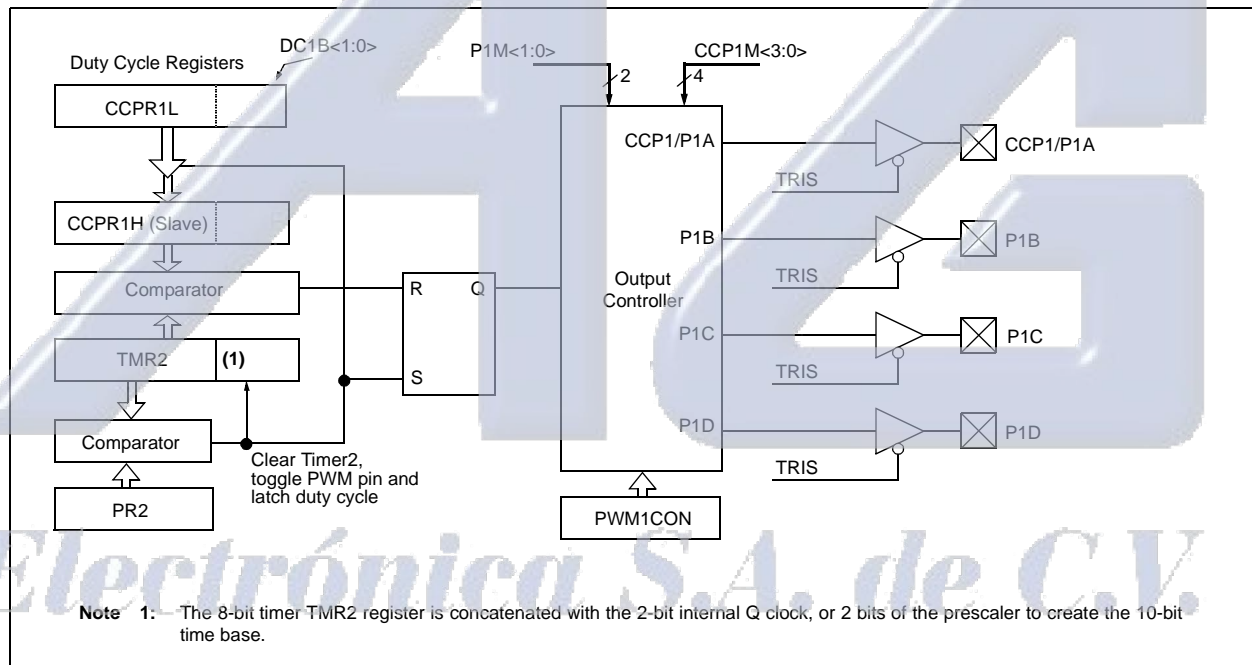 DC1B<1:0>
P1M<1:0>
CCP1M<3:0>
Duty Cycle Registers
2
4
CCPR1L
CCP1/P1A
CCP1/P1A
TRIS
CCPR1H (Slave)
P1B
P1B
TRIS
Comparator
R
Q
Output
Controller
P1C
P1C
TMR2
(1)
TRIS
S
P1D
P1D
Comparator
Clear Timer2,
toggle PWM pin and
latch duty cycle
TRIS
PR2
PWM1CON
Electrónica S.A. de C.V.
Note 1: The 8-bit timer TMR2 register is concatenated with the 2-bit internal Q clock, or 2 bits of the prescaler to create the 10-bit
time base.